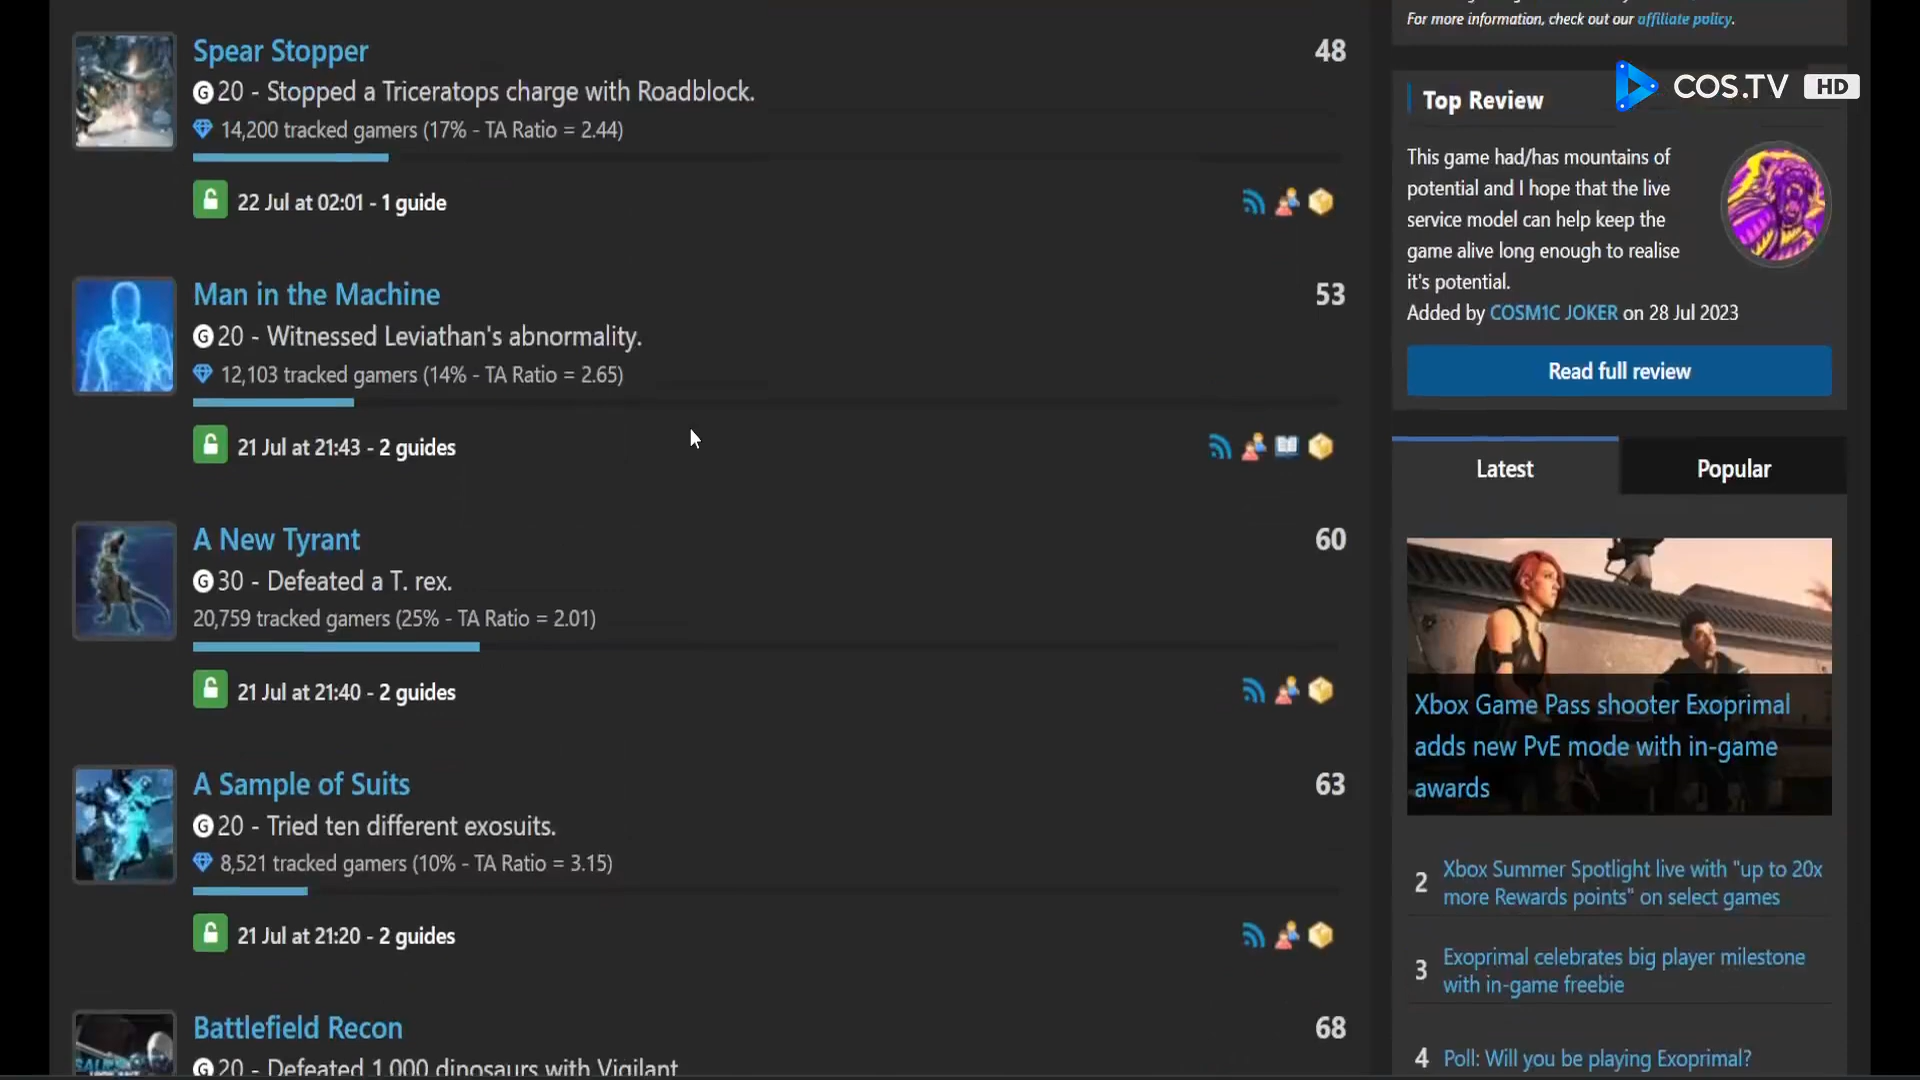 Spear Stopper
48
G 20 - Stopped a Triceratops charge with Roadblock.
14,200 tracked gamers (17% - TA Ratio = 2.44)
22 Jul at 02:01 - 1 guide
Man in the Machine
53
G 20 - Witnessed Leviathan's abnormality.
12,103 tracked gamers (14% - TA Ratio = 2.65)
21 Jul at 21:43 - 2 guides
A New Tyrant
60
G 30 - Defeated a T. rex.
20,759 tracked gamers (25% - TA Ratio = 2.01)
21 Jul at 21:40 - 2 guides
A Sample of Suits
63
G 20 - Tried ten different exosuits.
8,521 tracked gamers (10% - TA Ratio = 3.15)
21 Jul at 21:20 - 2 guides
Battlefield Recon
68
G 20 - Defeated 1,000 dinosaurs with Vigilant
For more information, check out our affiliate policy.
COS.TV HD
Top Review
This game had/has mountains of
potential and I hope that the live
service model can help keep the
game alive long enough to realise
it's potential.
Added by COSM1C JOKER on 28 Jul 2023
Read full review
Latest
Popular
Xbox Game Pass shooter Exoprimal
adds new PvE mode with in-game
awards
2
Xbox Summer Spotlight live with "up to 20x
more Rewards points" on select games
3
Exoprimal celebrates big player milestone
with in-game freebie
4
Poll: Will you be playing Exoprimal?